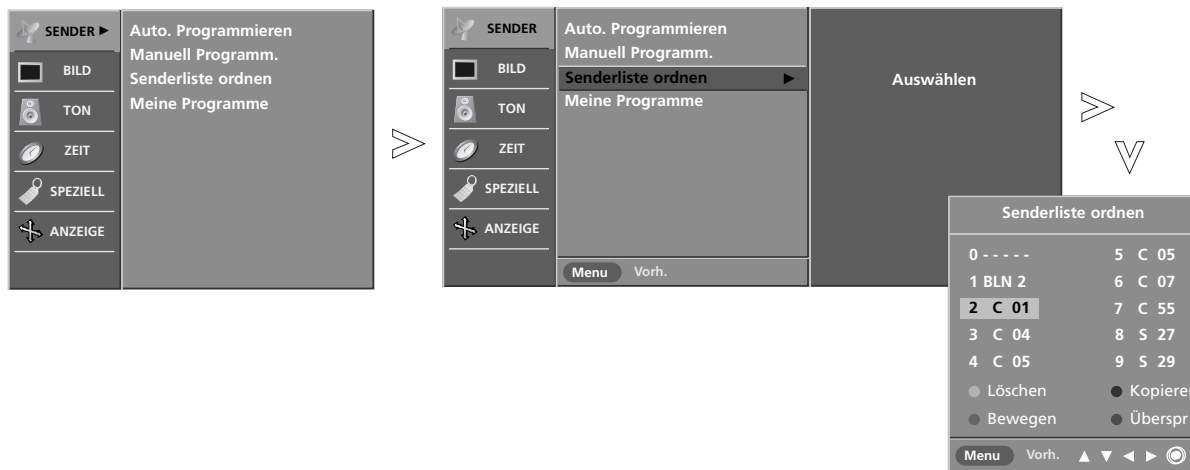 SENDER ►
BILD
TON
ZEIT
SPEZIELL
ANZEIGE
Auto. Programmieren
Manuell Programm.
Senderliste ordnen
Meine Programme
SENDER
BILD
TON
ZEIT
SPEZIELL
ANZEIGE
Auto. Programmieren
Manuell Programm.
Senderliste ordnen ►
Meine Programme
Menu Vorh.
Auswählen
Senderliste ordnen
0 - - - - - 5 C 05
1 BLN 2 6 C 07
2 C 01 7 C 55
3 C 04 8 S 27
4 C 05 9 S 29
Löschen Kopieren
Bewegen Überspr
Menu Vorh. ▲ ▼ ◄ ►